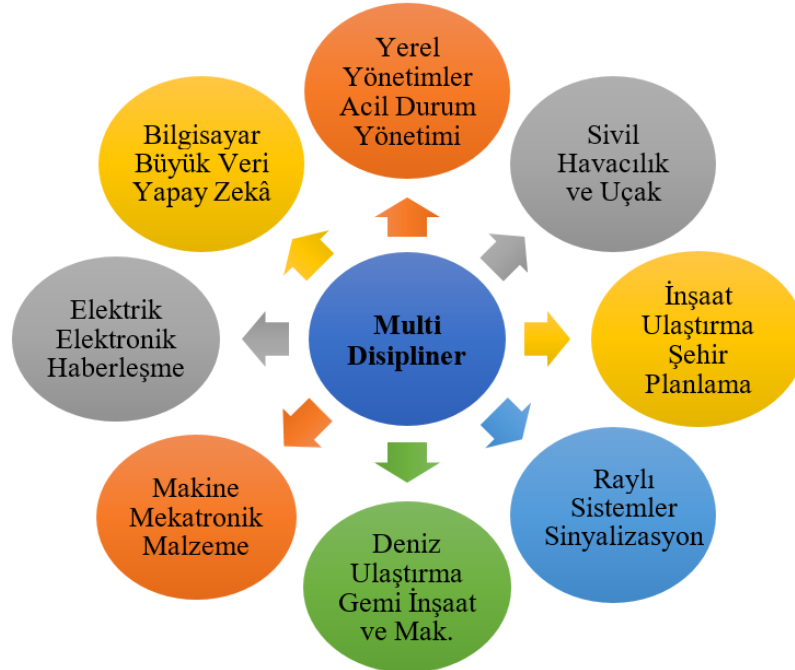 Yerel
Yönetimler
Acil Durum
Yönetimi
Sivil
Havacılık
ve Uçak
İnşaat
Ulaştırma
Şehir
Planlama
Raylı
Sistemler
Sinyalizasyon
Deniz
Ulaştırma
Gemi İnşaat
ve Mak.
Makine
Mekatronik
Malzeme
Elektrik
Elektronik
Haberleşme
Bilgisayar
Büyük Veri
Yapay Zekâ
Multi
Disipliner